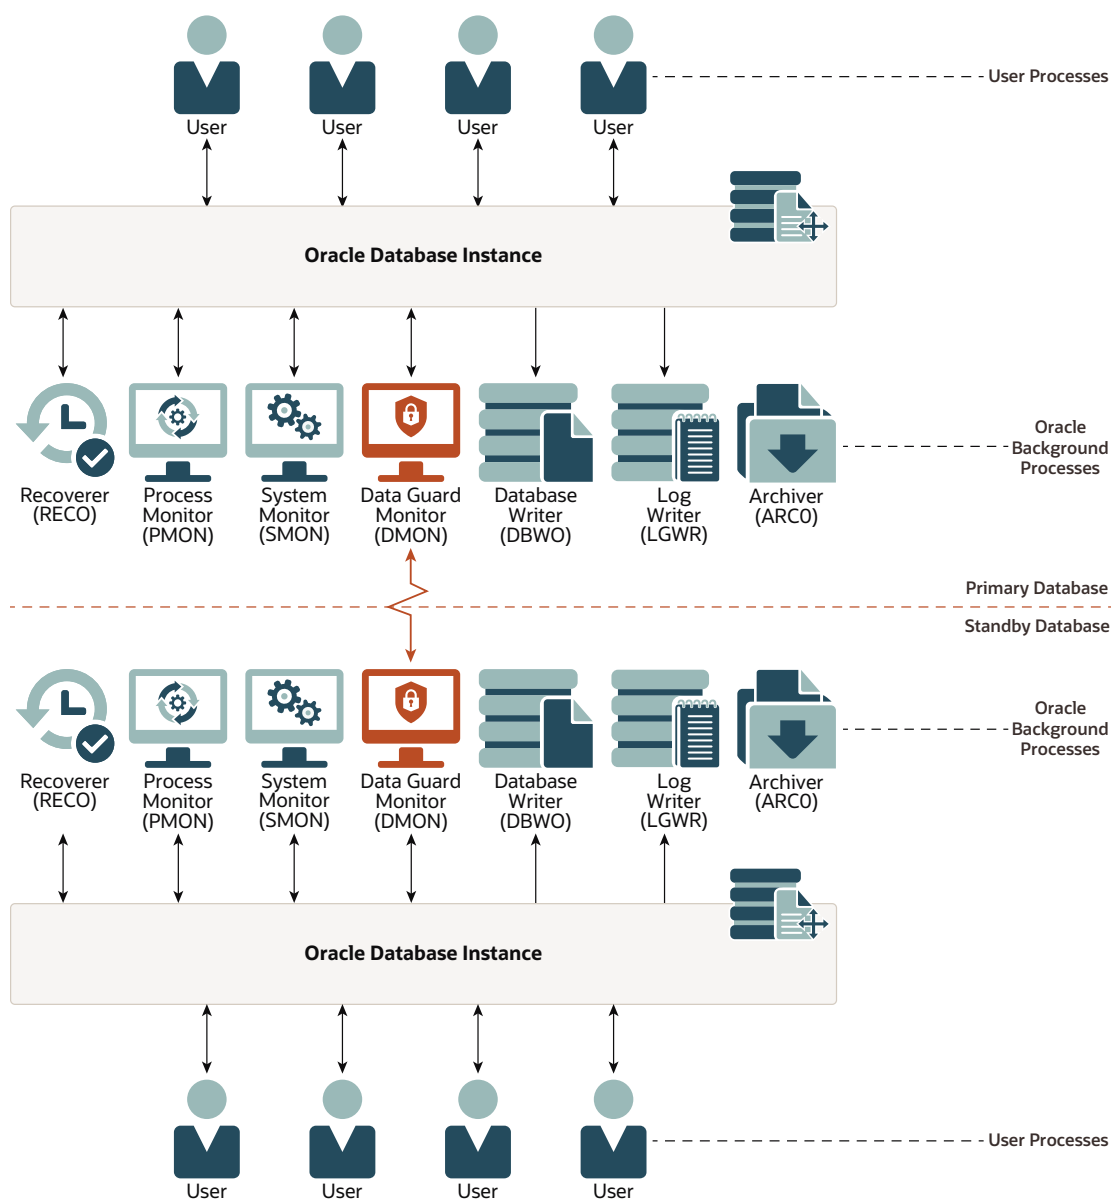 User
User
User
User
User Processes
Oracle Database Instance
Recoverer
(RECO)
Process
Monitor
(PMON)
System
Monitor
(SMON)
Data Guard
Monitor
(DMON)
Database
Writer
(DBWO)
Log
Writer
(LGWR)
Archiver
(ARC0)
Oracle
Background
Processes
Primary Database
Standby Database
Recoverer
(RECO)
Process
Monitor
(PMON)
System
Monitor
(SMON)
Data Guard
Monitor
(DMON)
Database
Writer
(DBWO)
Log
Writer
(LGWR)
Archiver
(ARC0)
Oracle
Background
Processes
Oracle Database Instance
User
User
User
User
User Processes